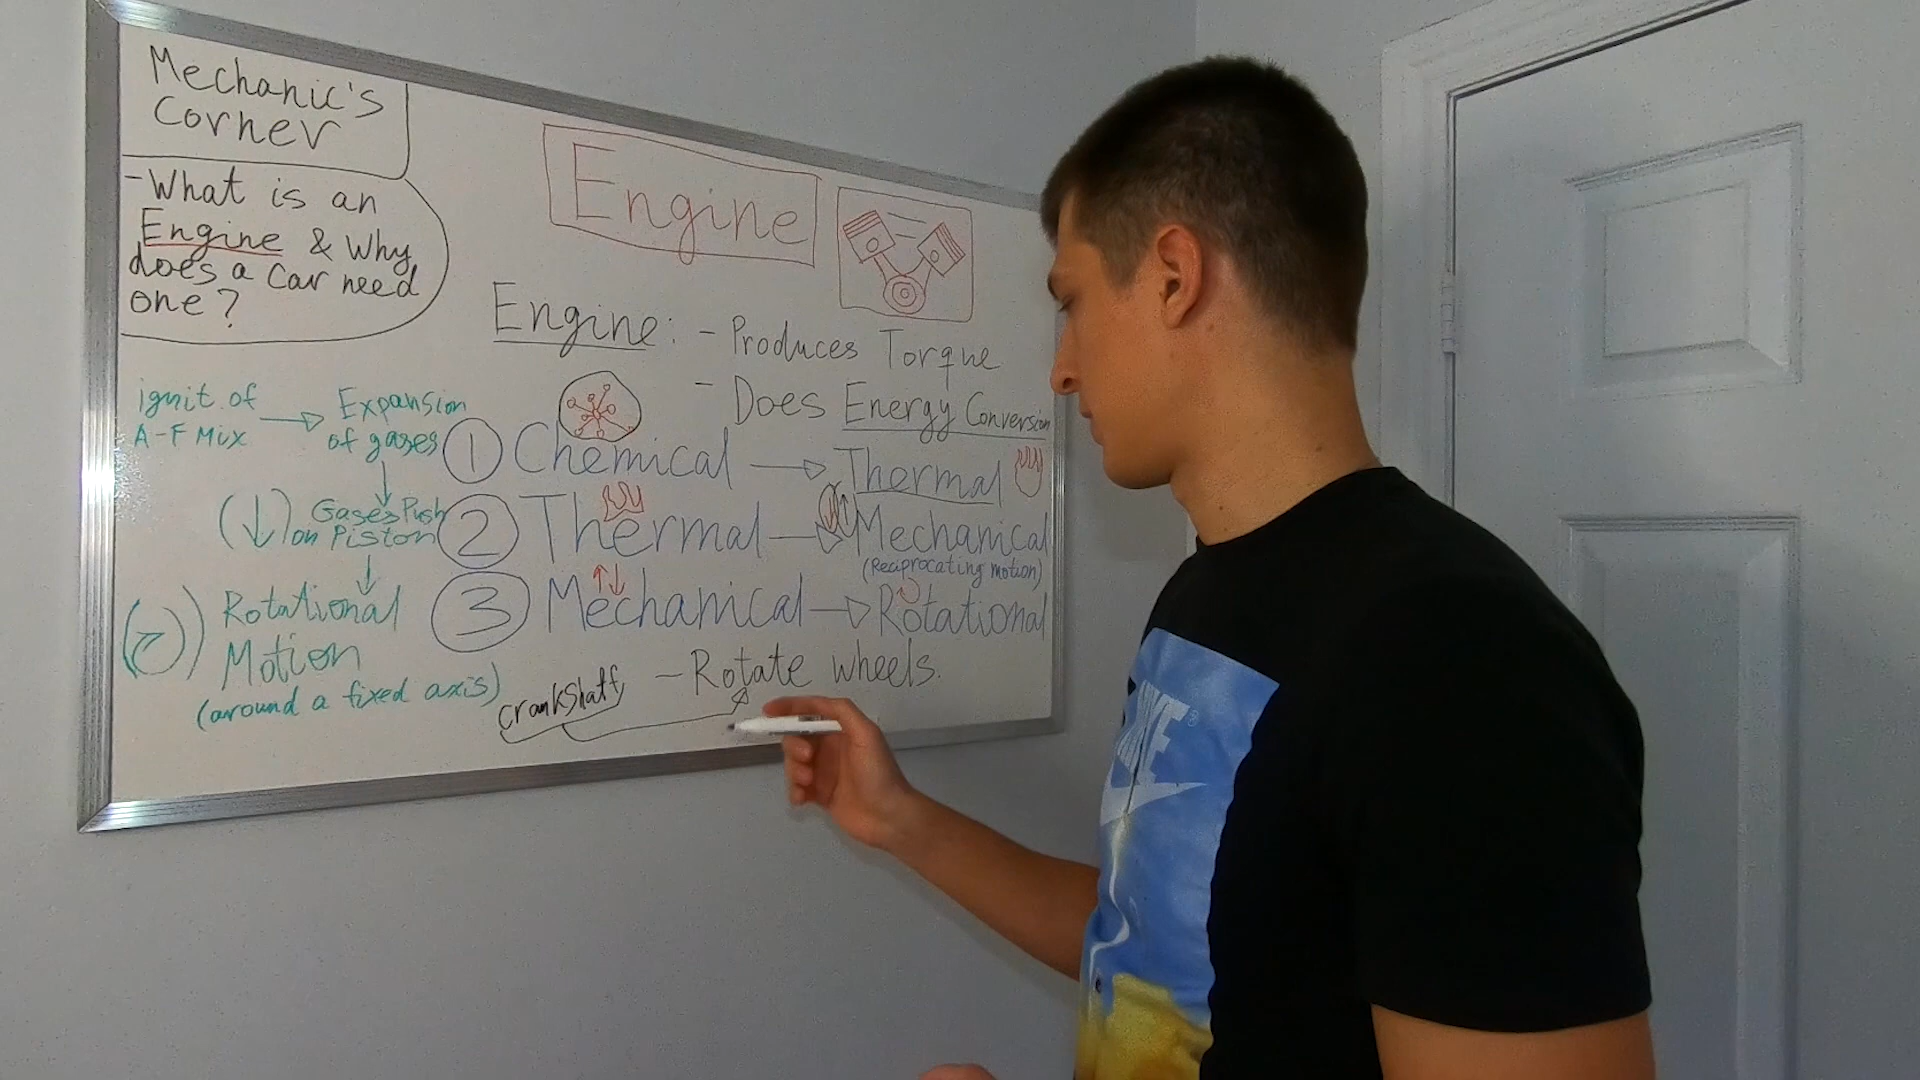 Mechanic's
Corner
-What is an
Engine & Why
does a Car need
one?
Engine
Engine: - Produces Torque
- Does Energy Conversion
1 Chemical → Thermal
2 Thermal → Mechanical
(Reciprocating motion)
3 Mechanical → Rotational
- Rotate wheels.
Crankshaft
ignit. of
A-F Mix → Expansion
of gases
(↓) Gases Push
on Piston
Rotational
Motion
(around a fixed axis)
NIKE